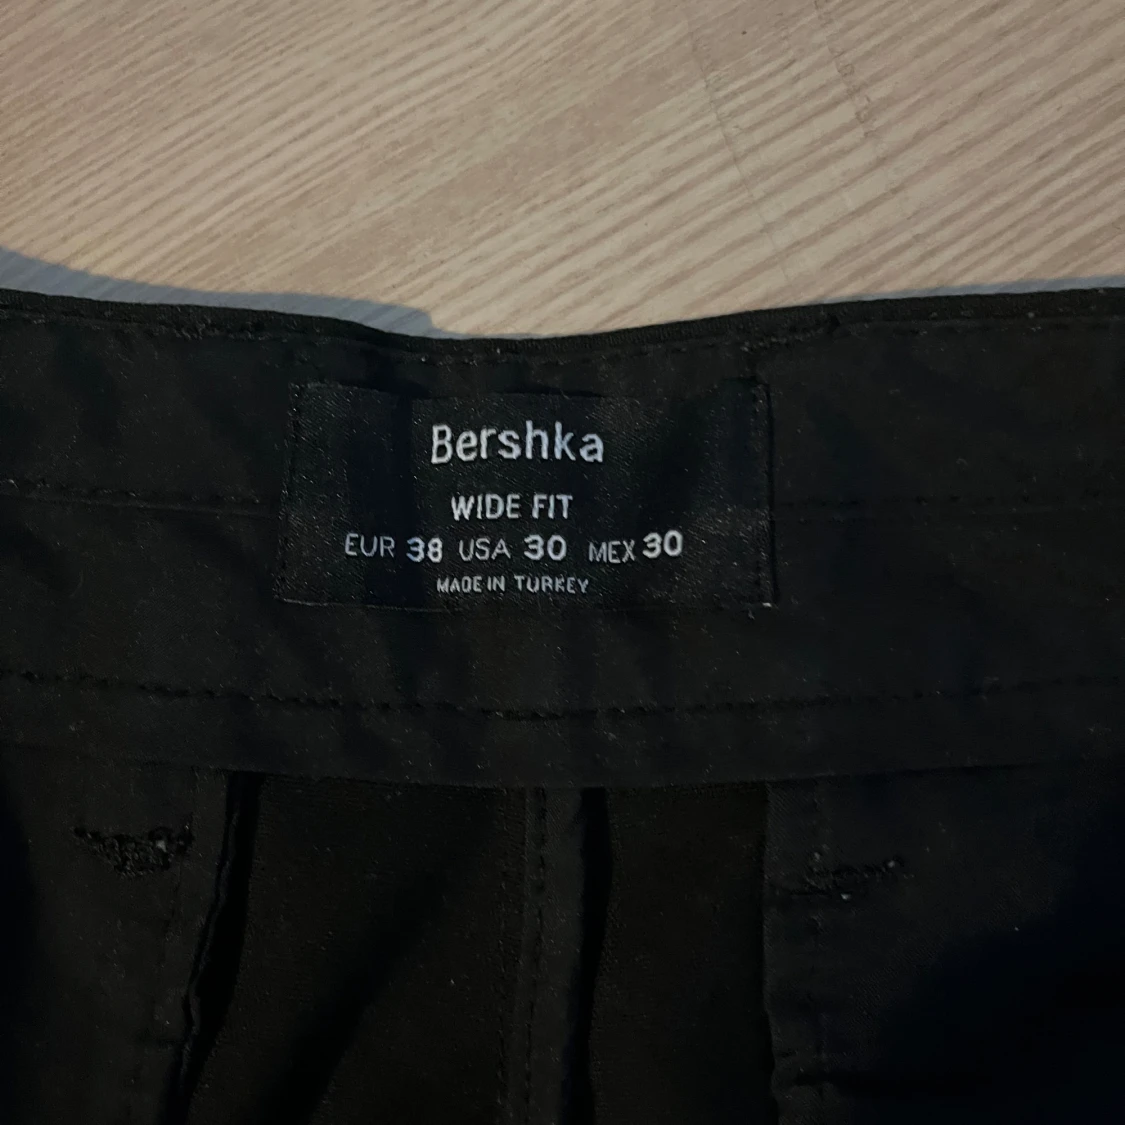 Bershka
WIDE FIT
EUR 38 USA 30 MEX 30
MADE IN TURKEY